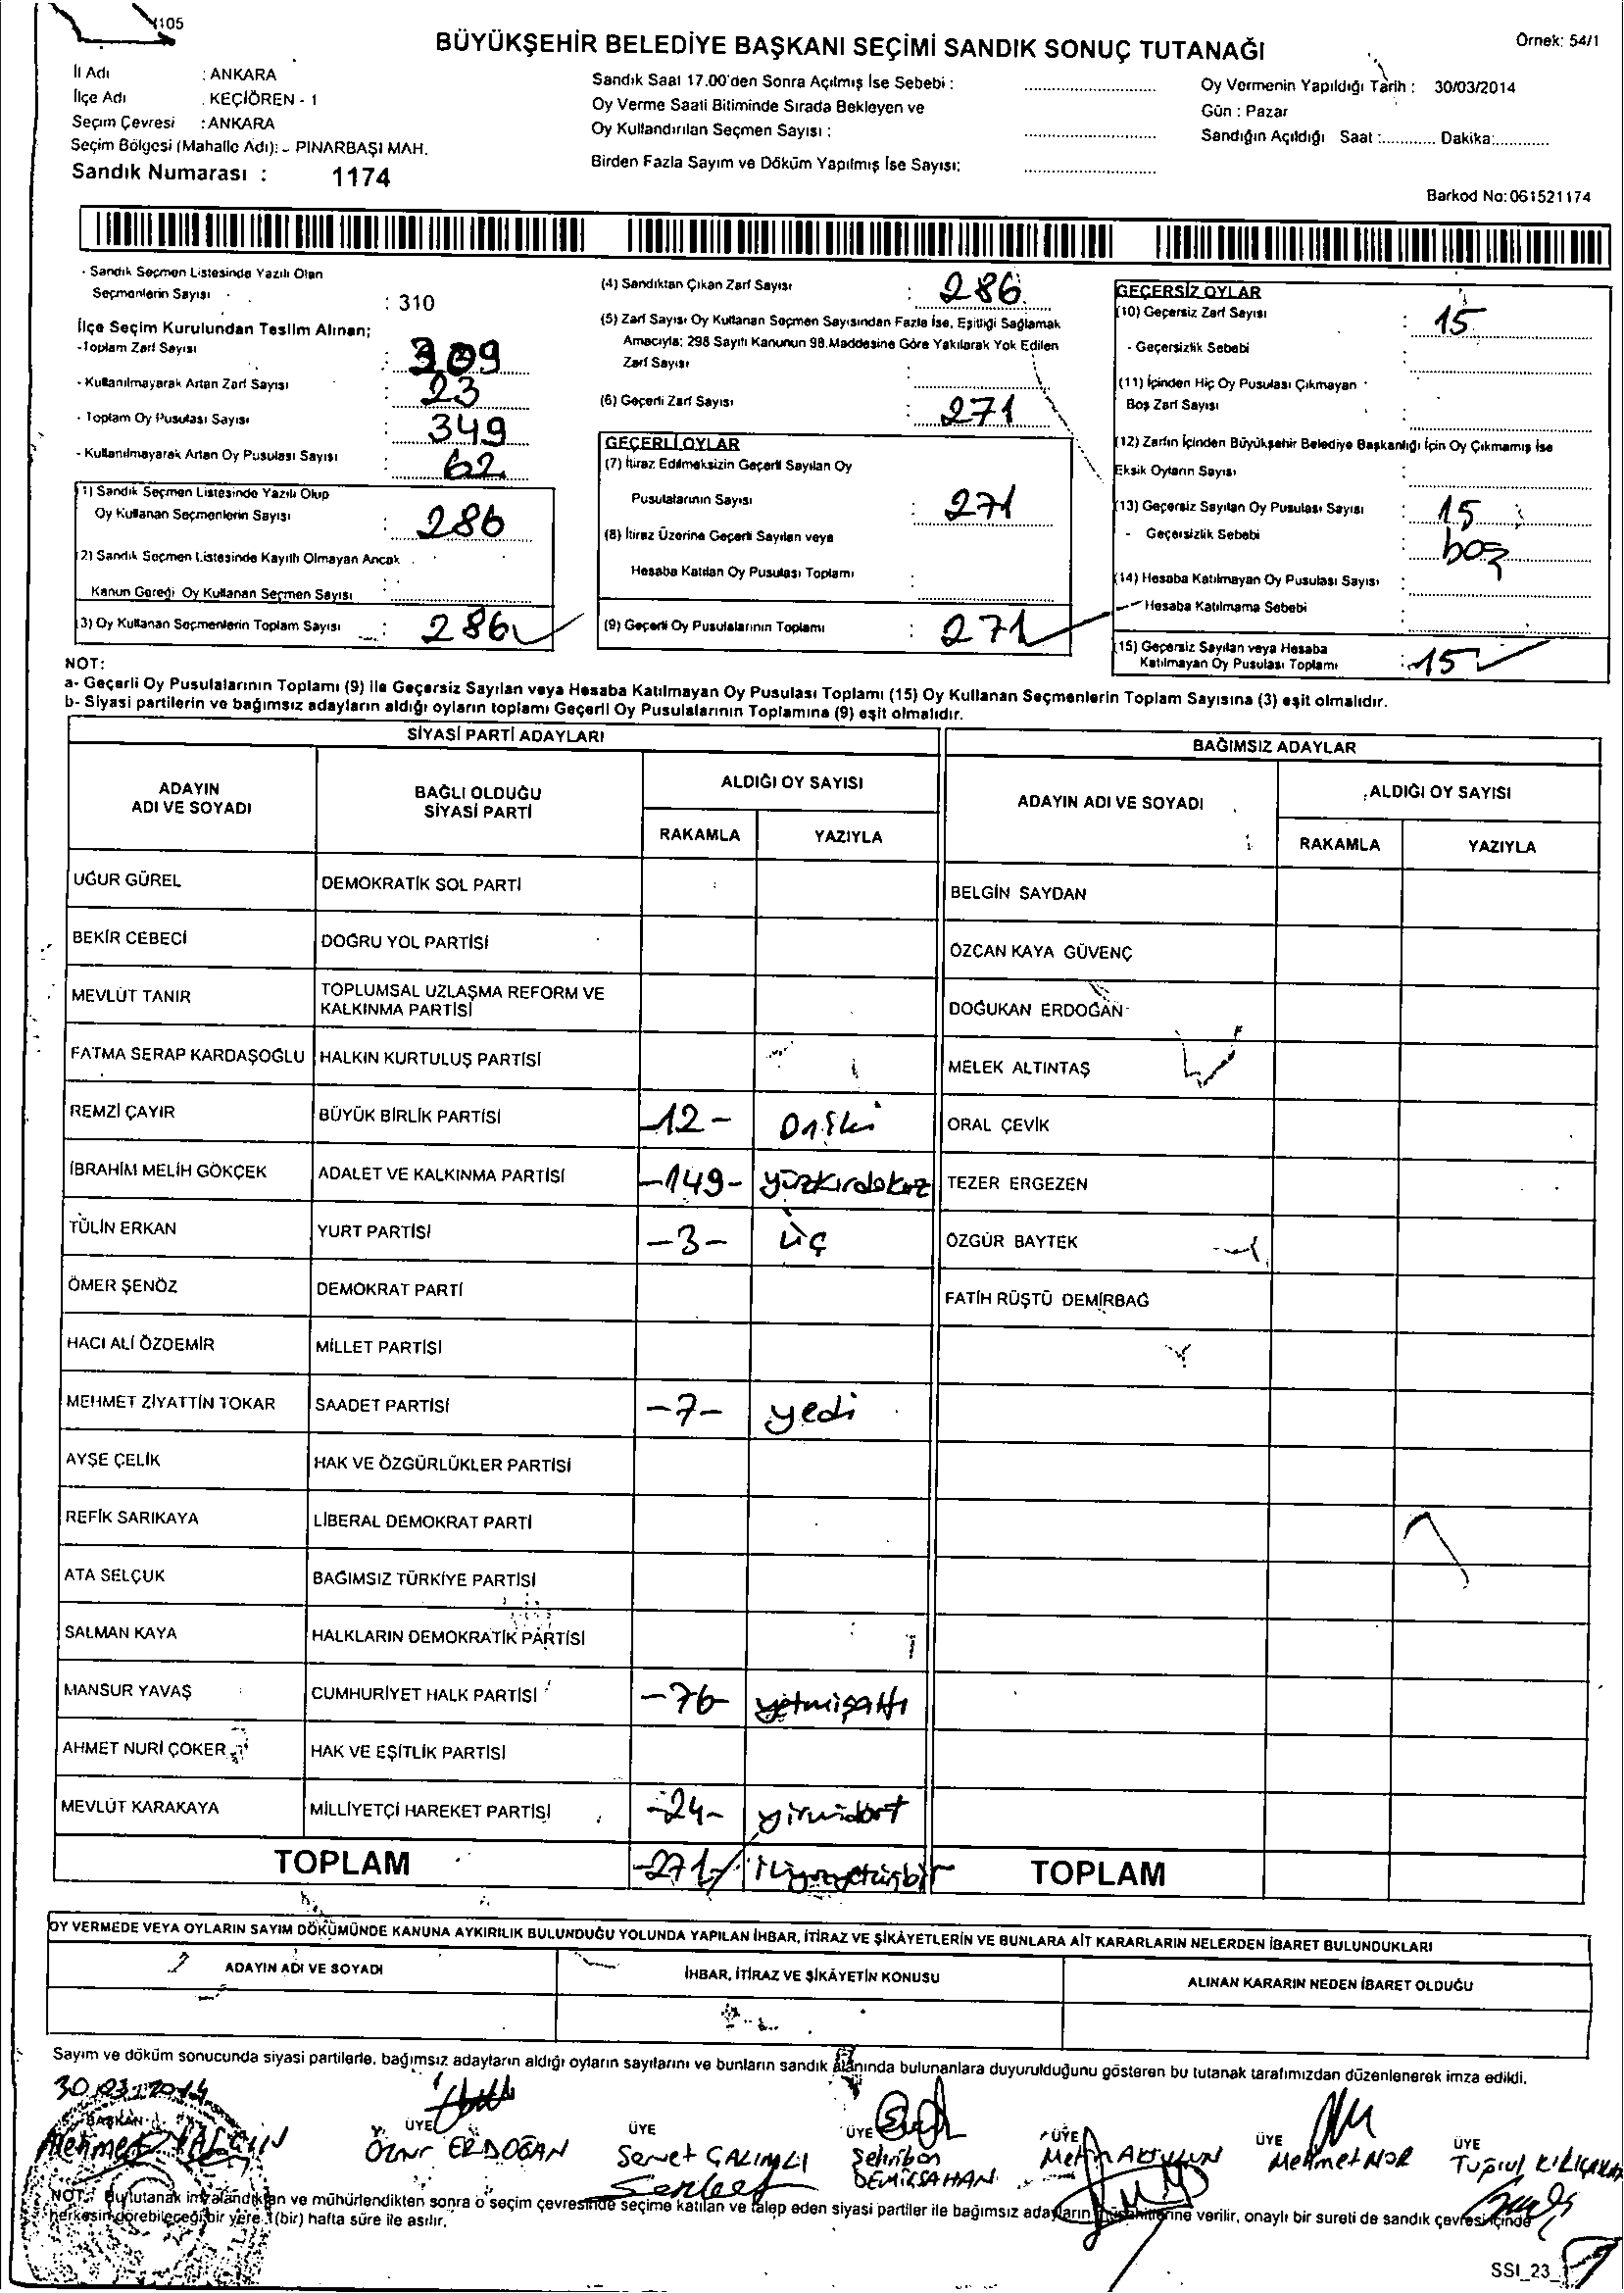 1105
BÜYÜKŞEHİR BELEDİYE BAŞKANI SEÇİMİ SANDIK SONUÇ TUTANAĞI
Örnek: 54/1
İl Adı : ANKARA
İlçe Adı : KEÇİÖREN - 1
Seçim Çevresi : ANKARA
Seçim Bölgesi (Mahalle Adı): - PINARBAŞI MAH.
Sandık Numarası : 1174
Sandık Saat 17.00'den Sonra Açılmış İse Sebebi :
Oy Verme Saati Bitiminde Sırada Bekleyen ve
Oy Kullandırılan Seçmen Sayısı :
Birden Fazla Sayım ve Döküm Yapılmış İse Sayısı:
Oy Vermenin Yapıldığı Tarih : 30/03/2014
Gün : Pazar
Sandığın Açıldığı Saat :............ Dakika:............
Barkod No: 061521174
- Sandık Seçmen Listesinde Yazılı Olan
Seçmenlerin Sayısı : 310
İlçe Seçim Kurulundan Teslim Alınan;
-Toplam Zarf Sayısı : 309
- Kullanılmayarak Artan Zarf Sayısı : 23
- Toplam Oy Pusulası Sayısı : 349
- Kullanılmayarak Artan Oy Pusulası Sayısı : 62
(1) Sandık Seçmen Listesinde Yazılı Olup
Oy Kullanan Seçmenlerin Sayısı : 286
(2) Sandık Seçmen Listesinde Kayıtlı Olmayan Ancak
Kanun Gereği Oy Kullanan Seçmen Sayısı :
(3) Oy Kullanan Seçmenlerin Toplam Sayısı : 286
(4) Sandıktan Çıkan Zarf Sayısı : 286
(5) Zarf Sayısı Oy Kullanan Seçmen Sayısından Fazla İse, Eşitliği Sağlamak
Amacıyla; 298 Sayılı Kanunun 98.Maddesine Göre Yakılarak Yok Edilen
Zarf Sayısı :
(6) Geçerli Zarf Sayısı : 271
GEÇERLİ OYLAR
(7) İtiraz Edilmeksizin Geçerli Sayılan Oy
Pusulalarının Sayısı : 271
(8) İtiraz Üzerine Geçerli Sayılan veya
Hesaba Katılan Oy Pusulası Toplamı :
(9) Geçerli Oy Pusulalarının Toplamı : 271
GEÇERSİZ OYLAR
(10) Geçersiz Zarf Sayısı : 15
- Geçersizlik Sebebi :
(11) İçinden Hiç Oy Pusulası Çıkmayan
Boş Zarf Sayısı :
(12) Zarfın İçinden Büyükşehir Belediye Başkanlığı İçin Oy Çıkmamış İse
Eksik Oyların Sayısı :
(13) Geçersiz Sayılan Oy Pusulası Sayısı : 15
- Geçersizlik Sebebi : boş
(14) Hesaba Katılmayan Oy Pusulası Sayısı :
- Hesaba Katılmama Sebebi :
(15) Geçersiz Sayılan veya Hesaba
Katılmayan Oy Pusulası Toplamı : 15
NOT:
a- Geçerli Oy Pusulalarının Toplamı (9) ile Geçersiz Sayılan veya Hesaba Katılmayan Oy Pusulası Toplamı (15) Oy Kullanan Seçmenlerin Toplam Sayısına (3) eşit olmalıdır.
b- Siyasi partilerin ve bağımsız adayların aldığı oyların toplamı Geçerli Oy Pusulalarının Toplamına (9) eşit olmalıdır.
SİYASİ PARTİ ADAYLARI
ADAYIN ADI VE SOYADI
BAĞLI OLDUĞU SİYASİ PARTİ
ALDIĞI OY SAYISI
RAKAMLA YAZIYLA
UĞUR GÜREL DEMOKRATİK SOL PARTİ
BEKİR CEBECİ DOĞRU YOL PARTİSİ
MEVLÜT TANIR TOPLUMSAL UZLAŞMA REFORM VE KALKINMA PARTİSİ
FATMA SERAP KARDAŞOĞLU HALKIN KURTULUŞ PARTİSİ
REMZİ ÇAYIR BÜYÜK BİRLİK PARTİSİ -12- oniki
İBRAHİM MELİH GÖKÇEK ADALET VE KALKINMA PARTİSİ -149- yüzkırdokuz
TÜLİN ERKAN YURT PARTİSİ -3- üç
ÖMER ŞENÖZ DEMOKRAT PARTİ
HACI ALİ ÖZDEMİR MİLLET PARTİSİ
MEHMET ZİYATTİN TOKAR SAADET PARTİSİ -7- yedi
AYŞE ÇELİK HAK VE ÖZGÜRLÜKLER PARTİSİ
REFİK SARIKAYA LİBERAL DEMOKRAT PARTİ
ATA SELÇUK BAĞIMSIZ TÜRKİYE PARTİSİ
SALMAN KAYA HALKLARIN DEMOKRATİK PARTİSİ
MANSUR YAVAŞ CUMHURİYET HALK PARTİSİ -76- yetmişaltı
AHMET NURİ ÇOKER HAK VE EŞİTLİK PARTİSİ
MEVLÜT KARAKAYA MİLLİYETÇİ HAREKET PARTİSİ -24- yirmidört
TOPLAM -271- ikiyüzyetmişbir
BAĞIMSIZ ADAYLAR
ADAYIN ADI VE SOYADI
ALDIĞI OY SAYISI
RAKAMLA YAZIYLA
BELGİN SAYDAN
ÖZCAN KAYA GÜVENÇ
DOĞUKAN ERDOĞAN
MELEK ALTINTAŞ
ORAL ÇEVİK
TEZER ERGEZEN
ÖZGÜR BAYTEK
FATİH RÜŞTÜ DEMİRBAĞ
TOPLAM
OY VERMEDE VEYA OYLARIN SAYIM DÖKÜMÜNDE KANUNA AYKIRILIK BULUNDUĞU YOLUNDA YAPILAN İHBAR, İTİRAZ VE ŞİKÂYETLERİN VE BUNLARA AİT KARARLARIN NELERDEN İBARET BULUNDUKLARI
ADAYIN ADI VE SOYADI
İHBAR, İTİRAZ VE ŞİKÂYETİN KONUSU
ALINAN KARARIN NEDEN İBARET OLDUĞU
Sayım ve döküm sonucunda siyasi partilerle, bağımsız adayların aldığı oyların sayılarını ve bunların sandık alanında bulunanlara duyurulduğunu gösteren bu tutanak tarafımızdan düzenlenerek imza edildi.
30.03.2014
BAŞKAN ÜYE ÜYE ÜYE ÜYE ÜYE ÜYE
Mehmet YALÇIN
ERDOĞAN
Servet ÇALIMLI
Şehriban DEMİRŞAHAN
Metin
Mehmet NOR
NOT: Bu tutanak imzalandıktan ve mühürlendikten sonra o seçim çevresinde seçime katılan ve talep eden siyasi partiler ile bağımsız adayların müşahitlerine verilir, onaylı bir sureti de sandık çevresi içinde
herkesin görebileceği bir yere 1(bir) hafta süre ile asılır.
SSI_23_